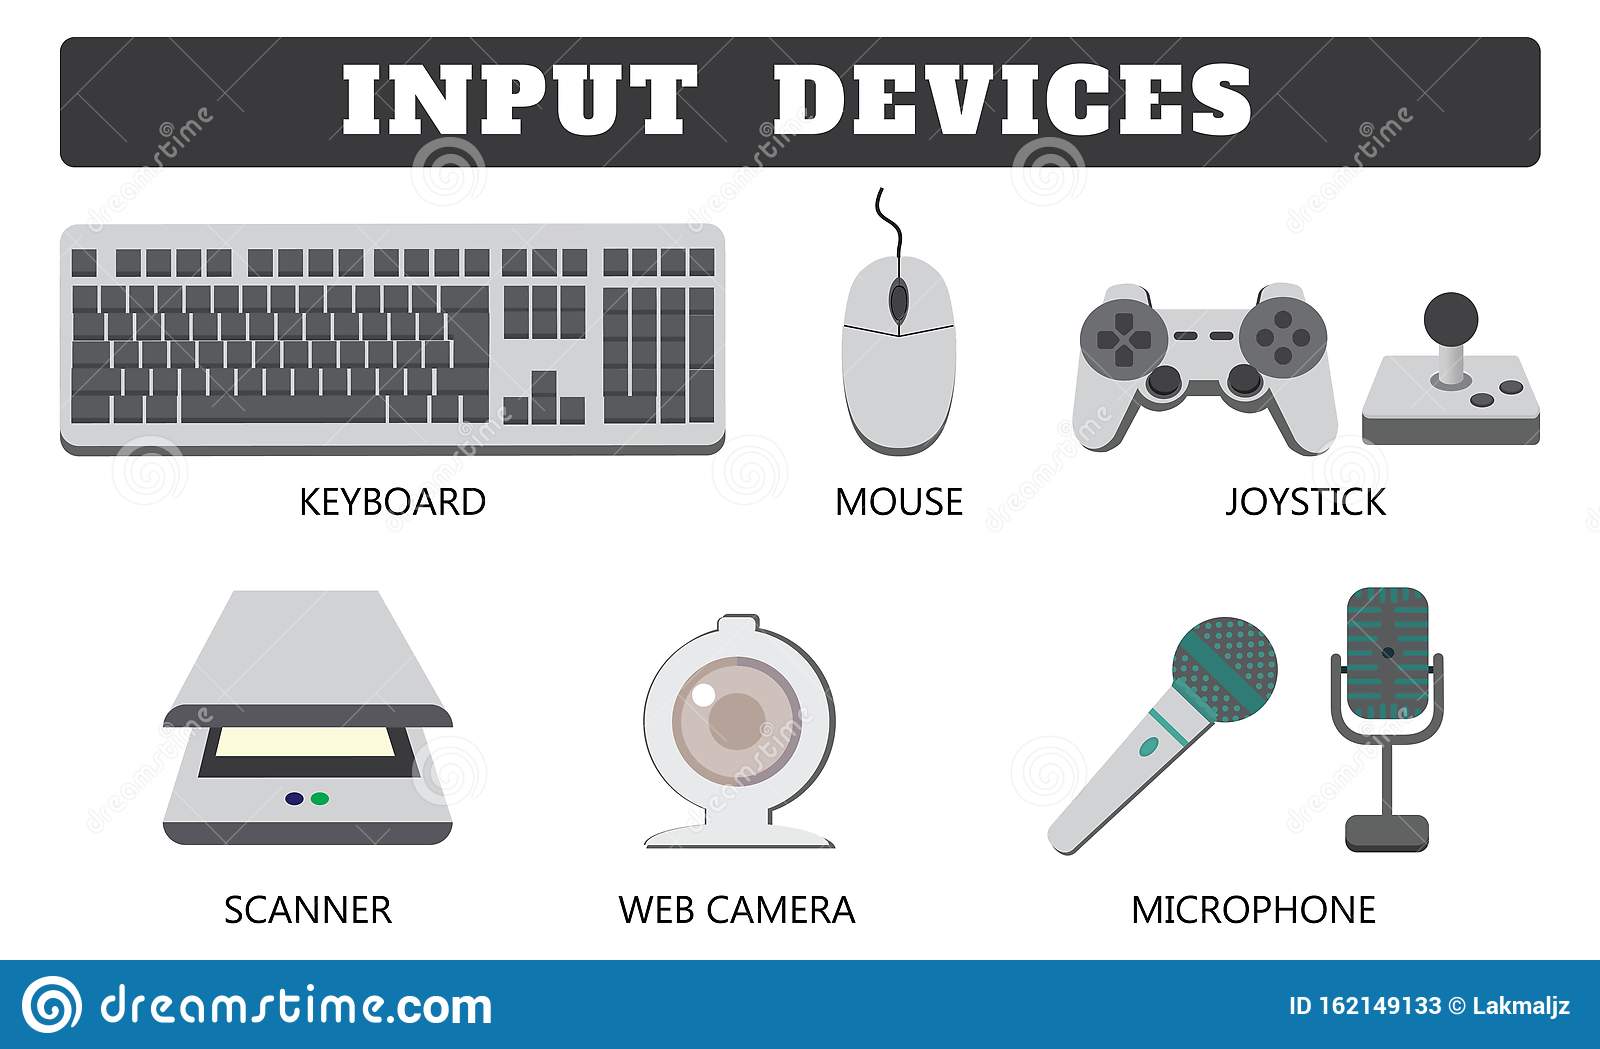 INPUT DEVICES
KEYBOARD
MOUSE
JOYSTICK
SCANNER
WEB CAMERA
MICROPHONE
dreamstime.com
ID 162149133 © Lakmaljz